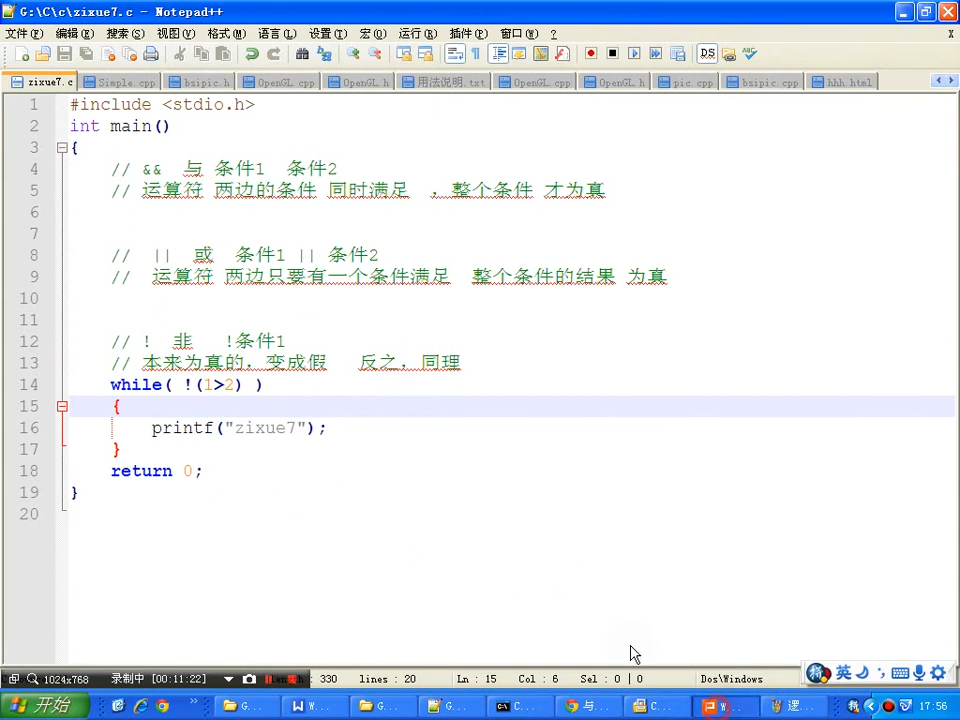 G:\C\c\zixue7.c - Notepad++
文件(F) 编辑(E) 搜索(S) 视图(V) 格式(M) 语言(L) 设置(T) 宏(O) 运行(R) 插件(P) 窗口(W) ? X
zixue7.c Simple.cpp bsipic.h OpenGL.cpp OpenGL.h 用法说明.txt OpenGL.cpp OpenGL.h pic.cpp bsipic.cpp hhh.html
1 #include <stdio.h>
2 int main()
3 {
4 // && 与 条件1 条件2
5 // 运算符 两边的条件 同时满足 ，整个条件 才为真
6
7
8 // || 或 条件1 || 条件2
9 // 运算符 两边只要有一个条件满足 整个条件的结果 为真
10
11
12 // ! 非 !条件1
13 // 本来为真的，变成假 反之，同理
14 while( !(1>2) )
15 {
16 printf("zixue7");
17 }
18 return 0;
19 }
20
1024x768 录制中 [00:11:22] 330 lines : 20 Ln : 15 Col : 6 Sel : 0 | 0 Dos\Windows 英
开始 G... W... G... G... C... 与... C... W... 逻... 17:56